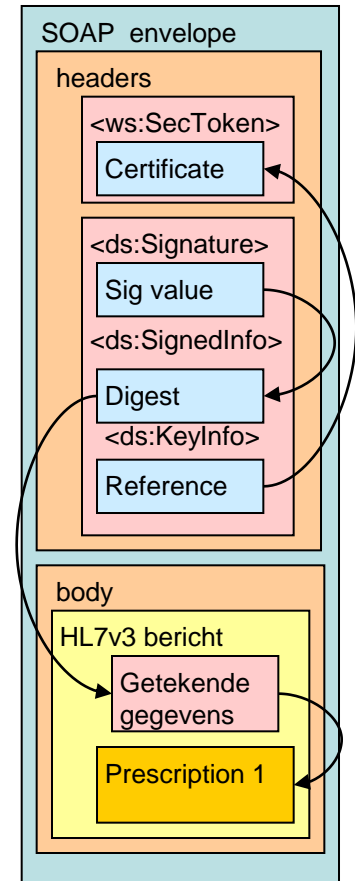 SOAP envelope
headers
<ws:SecToken>
Certificate
<ds:Signature>
Sig value
<ds:SignedInfo>
Digest
<ds:KeyInfo>
Reference
body
HL7v3 bericht
Getekende
gegevens
Prescription 1